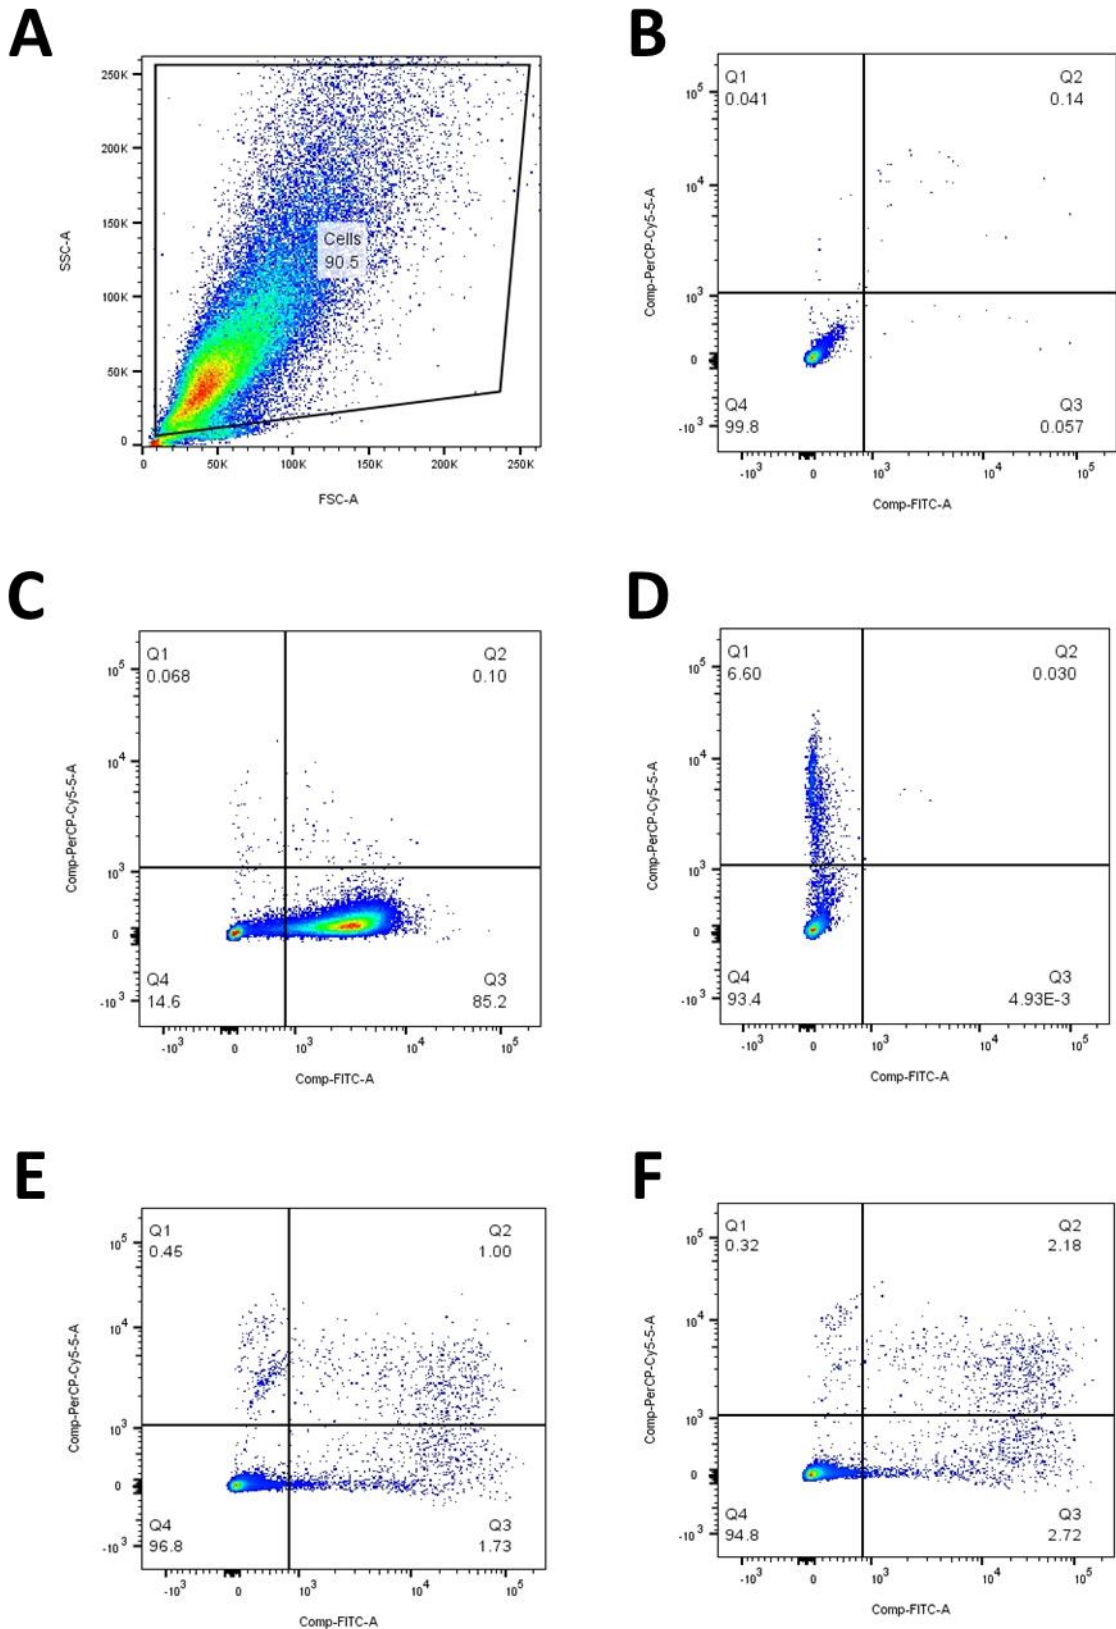 A
250K
200K
150K
100K
50K
0
SSC-A
Cells
90.5
0
50K
100K
150K
200K
250K
FSC-A
B
Q1
0.041
Q2
0.14
Q4
99.8
Q3
0.057
10^5
10^4
10^3
0
-10^3
Comp-PerCP-Cy5-5-A
-10^3
0
10^3
10^4
10^5
Comp-FITC-A
C
Q1
0.068
Q2
0.10
Q4
14.6
Q3
85.2
10^5
10^4
10^3
0
-10^3
Comp-PerCP-Cy5-5-A
-10^3
0
10^3
10^4
10^5
Comp-FITC-A
D
Q1
6.60
Q2
0.030
Q4
93.4
Q3
4.93E-3
10^5
10^4
10^3
0
-10^3
Comp-PerCP-Cy5-5-A
-10^3
0
10^3
10^4
10^5
Comp-FITC-A
E
Q1
0.45
Q2
1.00
Q4
96.8
Q3
1.73
10^5
10^4
10^3
0
-10^3
Comp-PerCP-Cy5-5-A
-10^3
0
10^3
10^4
10^5
Comp-FITC-A
F
Q1
0.32
Q2
2.18
Q4
94.8
Q3
2.72
10^5
10^4
10^3
0
-10^3
Comp-PerCP-Cy5-5-A
-10^3
0
10^3
10^4
10^5
Comp-FITC-A